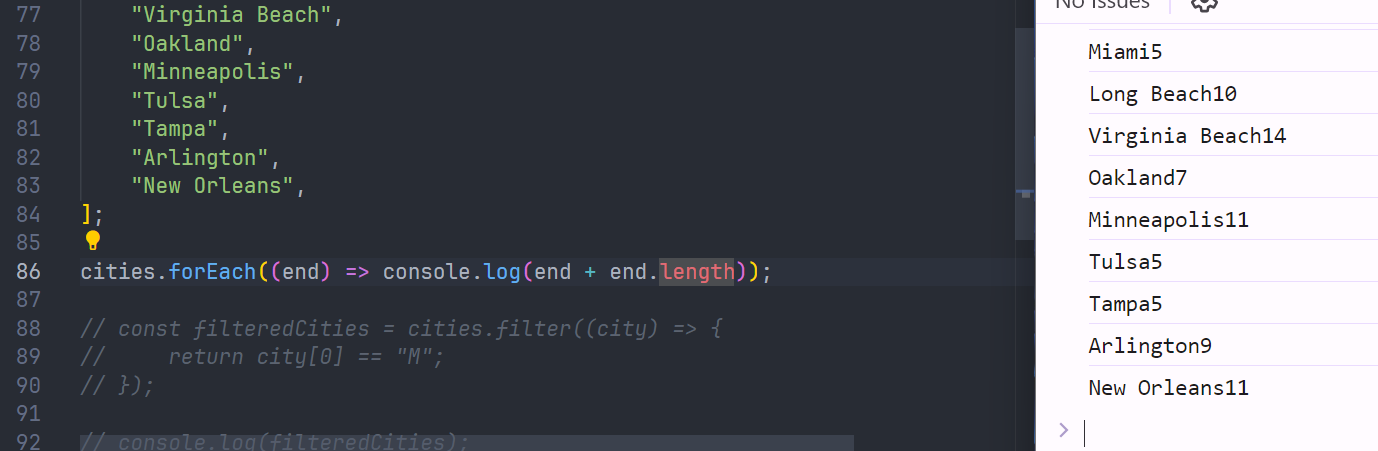 77 "Virginia Beach",
78 "Oakland",
79 "Minneapolis",
80 "Tulsa",
81 "Tampa",
82 "Arlington",
83 "New Orleans",
84 ];
85
86 cities.forEach((end) => console.log(end + end.length));
87
88 // const filteredCities = cities.filter((city) => {
89 //     return city[0] == "M";
90 // });
91
92 // console.log(filteredCities);
No Issues
Miami5
Long Beach10
Virginia Beach14
Oakland7
Minneapolis11
Tulsa5
Tampa5
Arlington9
New Orleans11
>